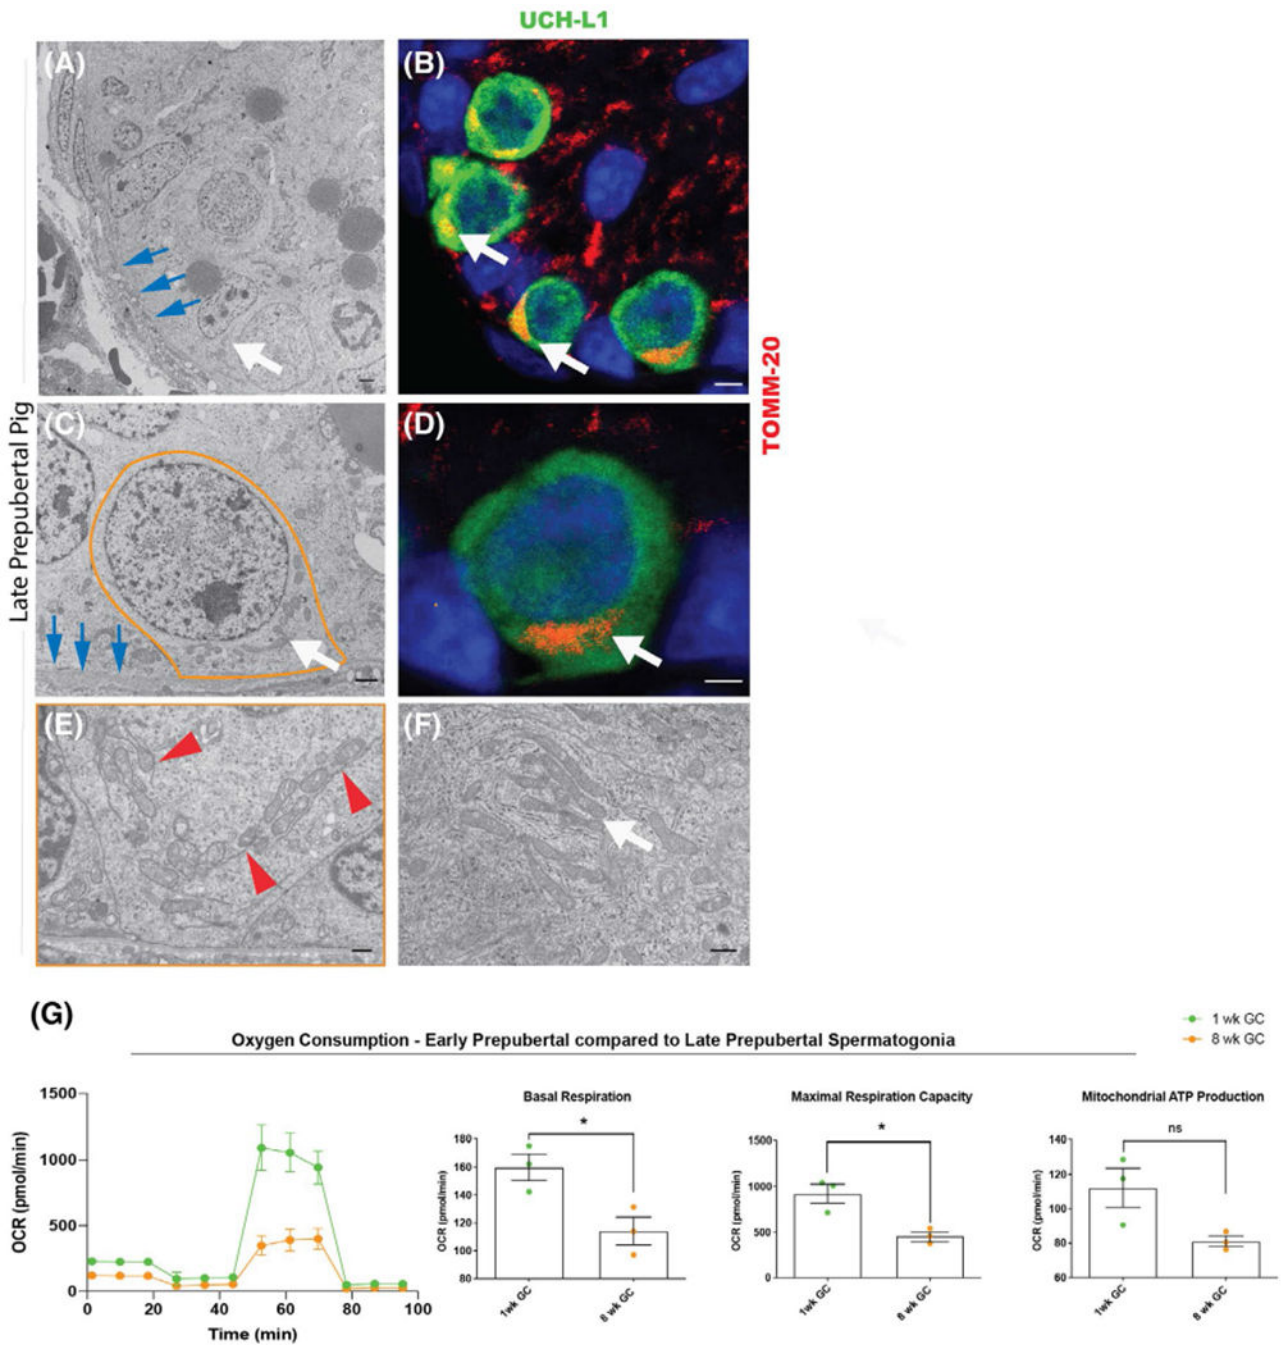 UCH-L1
(A)
(B)
TOMM-20
Late Prepubertal Pig
(C)
(D)
(E)
(F)
(G)
Oxygen Consumption - Early Prepubertal compared to Late Prepubertal Spermatogonia
1 wk GC
8 wk GC
OCR (pmol/min)
1500
1000
500
0
0 20 40 60 80 100
Time (min)
Basal Respiration
*
OCR (pmol/min)
180
160
140
120
100
80
1wk GC
8 wk GC
Maximal Respiration Capacity
*
OCR (pmol/min)
1500
1000
500
0
1wk GC
8 wk GC
Mitochondrial ATP Production
ns
OCR (pmol/min)
140
120
100
80
60
1wk GC
8 wk GC